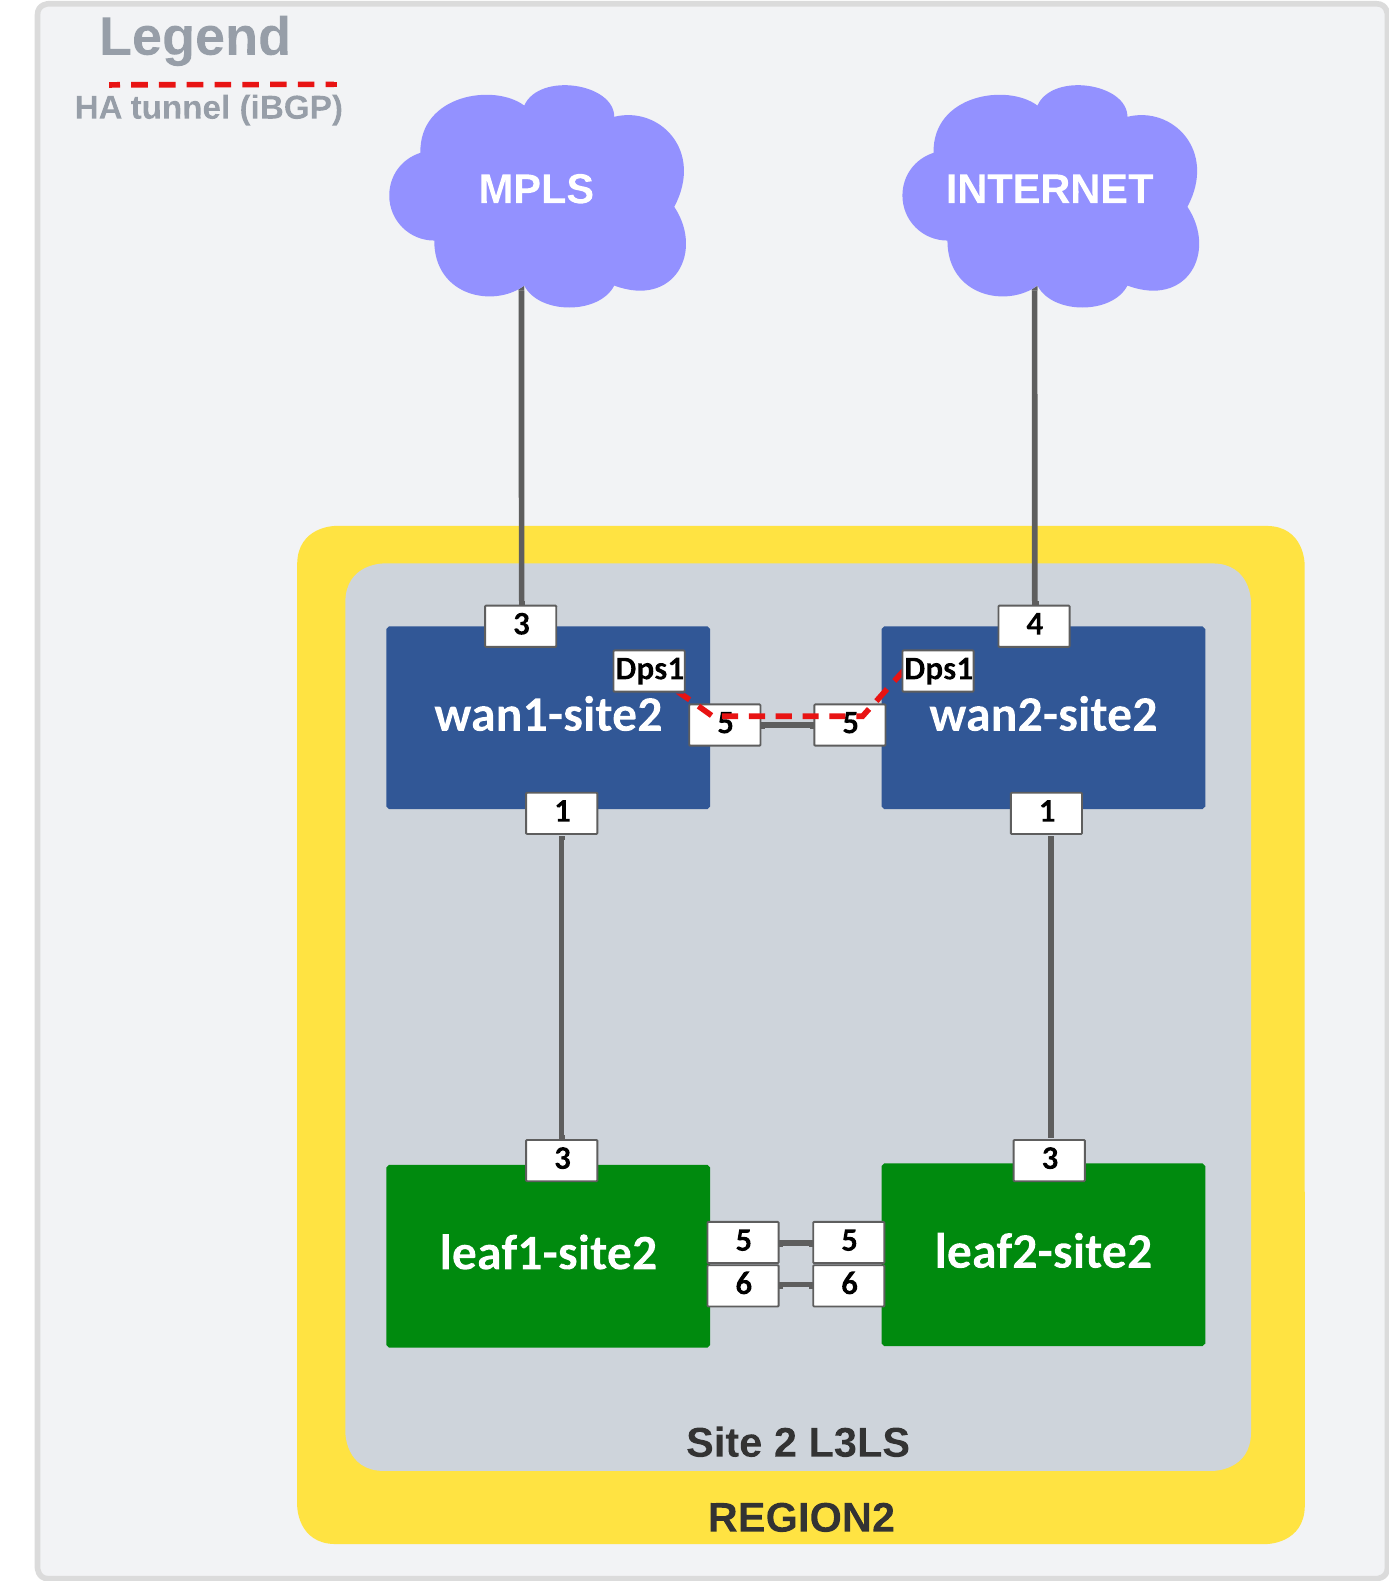 Legend
HA tunnel (iBGP)
MPLS
INTERNET
3
4
Dps1
Dps1
wan1-site2
5
5
wan2-site2
1
1
3
3
leaf1-site2
5
5
leaf2-site2
6
6
Site 2 L3LS
REGION2